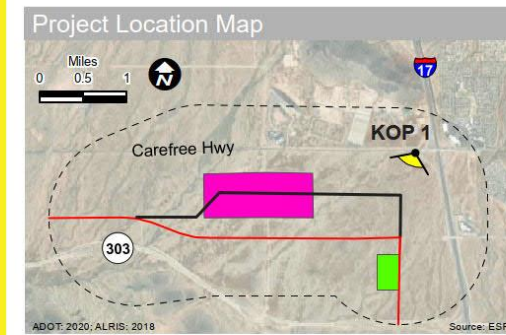 Project Location Map
Miles
0 0.5 1
N
17
KOP 1
Carefree Hwy
303
ADOT: 2020; ALRIS: 2018
Source: ESR